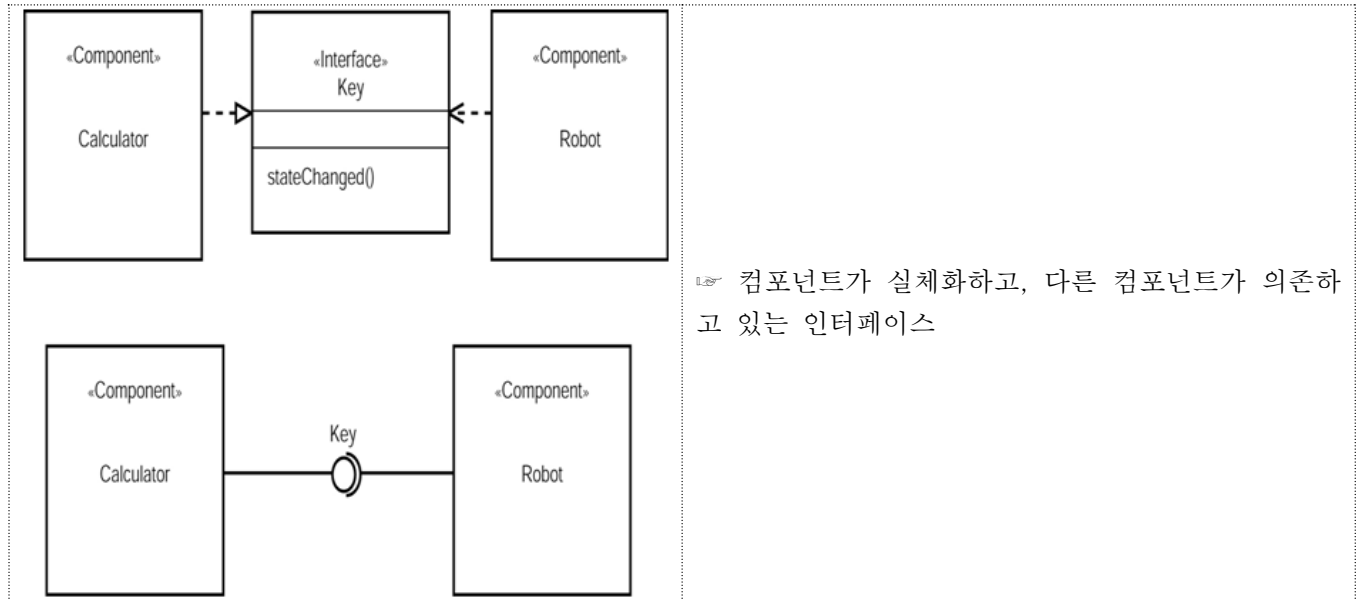 «Component»
Calculator
«Interface»
Key
stateChanged()
«Component»
Robot
☞ 컴포넌트가 실체화하고, 다른 컴포넌트가 의존하
고 있는 인터페이스
«Component»
Calculator
Key
«Component»
Robot